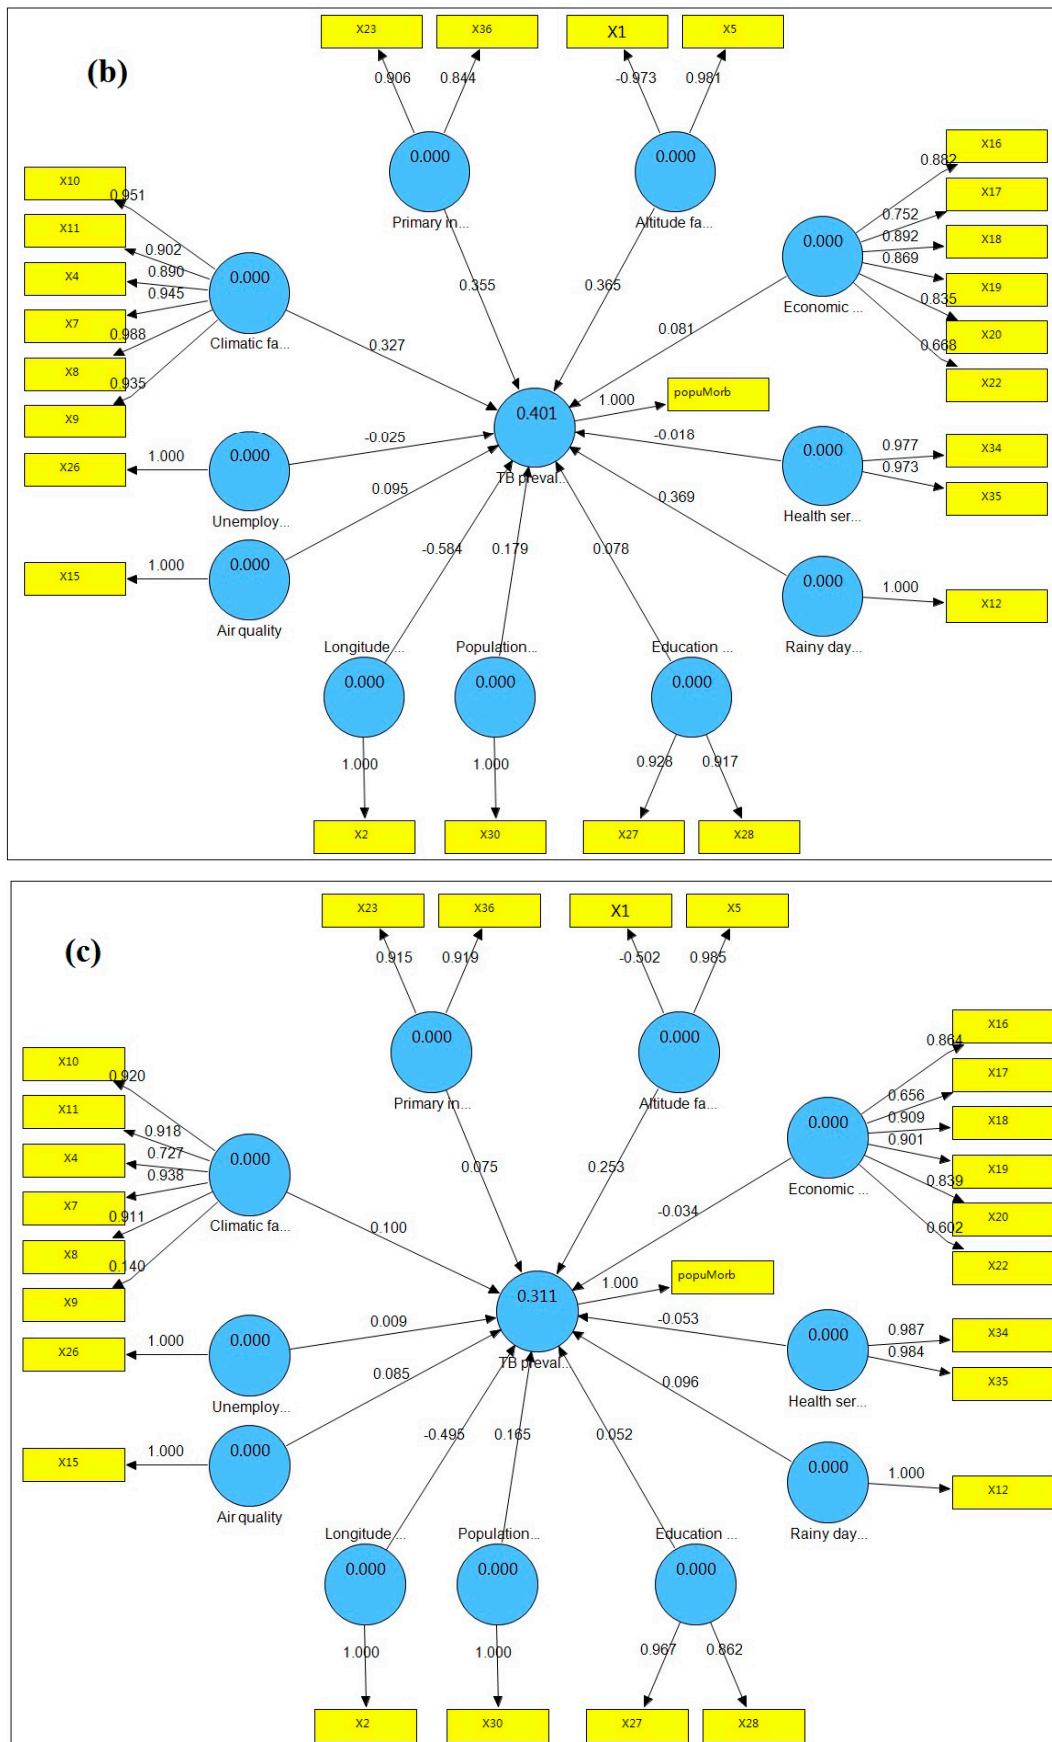 X23
X36
X1
X5
(b)
0.906
0.844
-0.973
0.981
X16
0.882
0.000
0.000
X17
X10
0.951
0.752
X18
0.892
X11
Primary in...
Altitude fa...
0.000
0.869
0.902
X19
X4
0.890
0.000
0.355
0.365
Economic ...
0.835
X20
0.945
X7
0.081
0.668
0.988
Climatic fa...
0.327
X22
X8
0.935
1.000
popuMorb
X9
0.401
-0.025
-0.018
0.977
X34
X26
1.000
0.000
0.000
0.973
TB preval...
X35
0.095
0.369
Health ser...
Unemploy...
-0.584
0.179
0.078
X15
1.000
0.000
0.000
1.000
X12
Air quality
Longitude ...
Population...
Education ...
Rainy day...
0.000
0.000
0.000
1.000
1.000
0.928
0.917
X2
X30
X27
X28
X23
X36
X1
X5
(c)
0.915
0.919
-0.502
0.985
X16
0.864
0.000
0.000
X17
X10
0.920
0.656
X18
0.909
X11
Primary in...
Altitude fa...
0.000
0.901
0.918
X19
X4
0.727
0.000
0.075
0.253
Economic ...
0.839
X20
0.938
X7
-0.034
0.602
0.911
Climatic fa...
0.100
X22
X8
0.140
1.000
popuMorb
X9
0.311
0.009
-0.053
0.987
X34
X26
1.000
0.000
0.000
0.984
TB preval...
X35
0.085
0.096
Health ser...
Unemploy...
-0.495
0.165
0.052
X15
1.000
0.000
0.000
1.000
X12
Air quality
Longitude ...
Population...
Education ...
Rainy day...
0.000
0.000
0.000
1.000
1.000
0.967
0.862
X2
X30
X27
X28